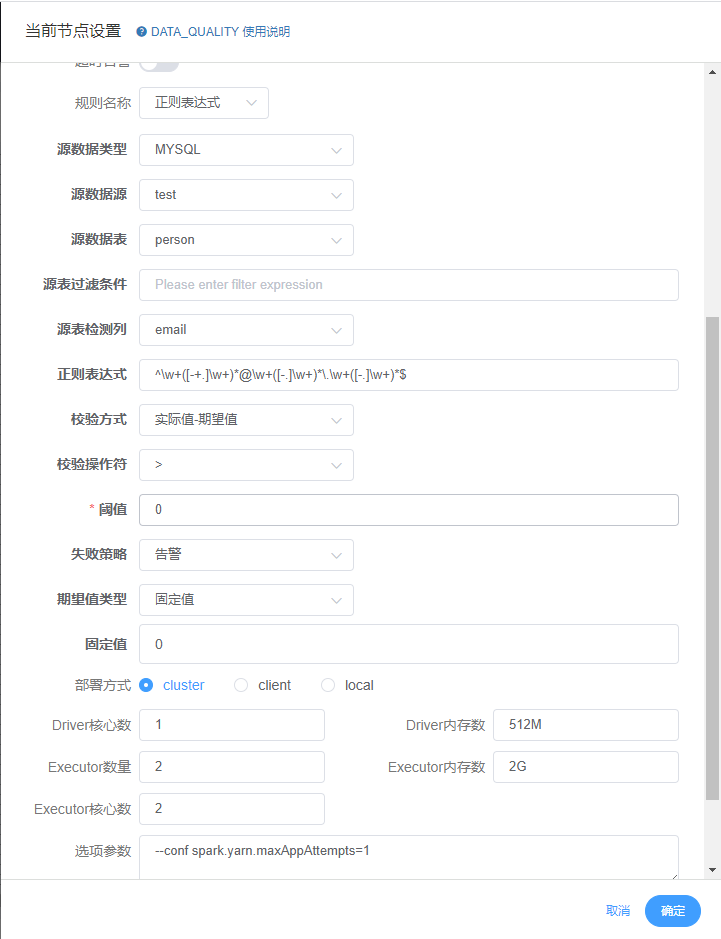 当前节点设置 DATA_QUALITY 使用说明
超时告警
规则名称 正则表达式
源数据类型 MYSQL
源数据源 test
源数据表 person
源表过滤条件 Please enter filter expression
源表检测列 email
正则表达式 ^\w+([-+.]\w+)*@\w+([-.]\w+)*\.\w+([-.]\w+)*$
校验方式 实际值-期望值
校验操作符 >
* 阈值 0
失败策略 告警
期望值类型 固定值
固定值 0
部署方式 cluster client local
Driver核心数 1 Driver内存数 512M
Executor数量 2 Executor内存数 2G
Executor核心数 2
选项参数 --conf spark.yarn.maxAppAttempts=1
取消 确定